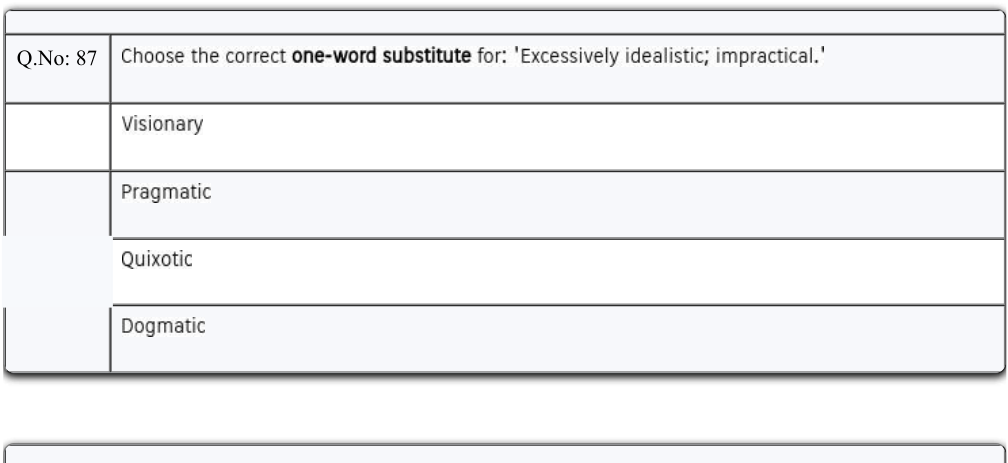 Q.No: 87 Choose the correct one-word substitute for: 'Excessively idealistic; impractical.'
Visionary
Pragmatic
Quixotic
Dogmatic